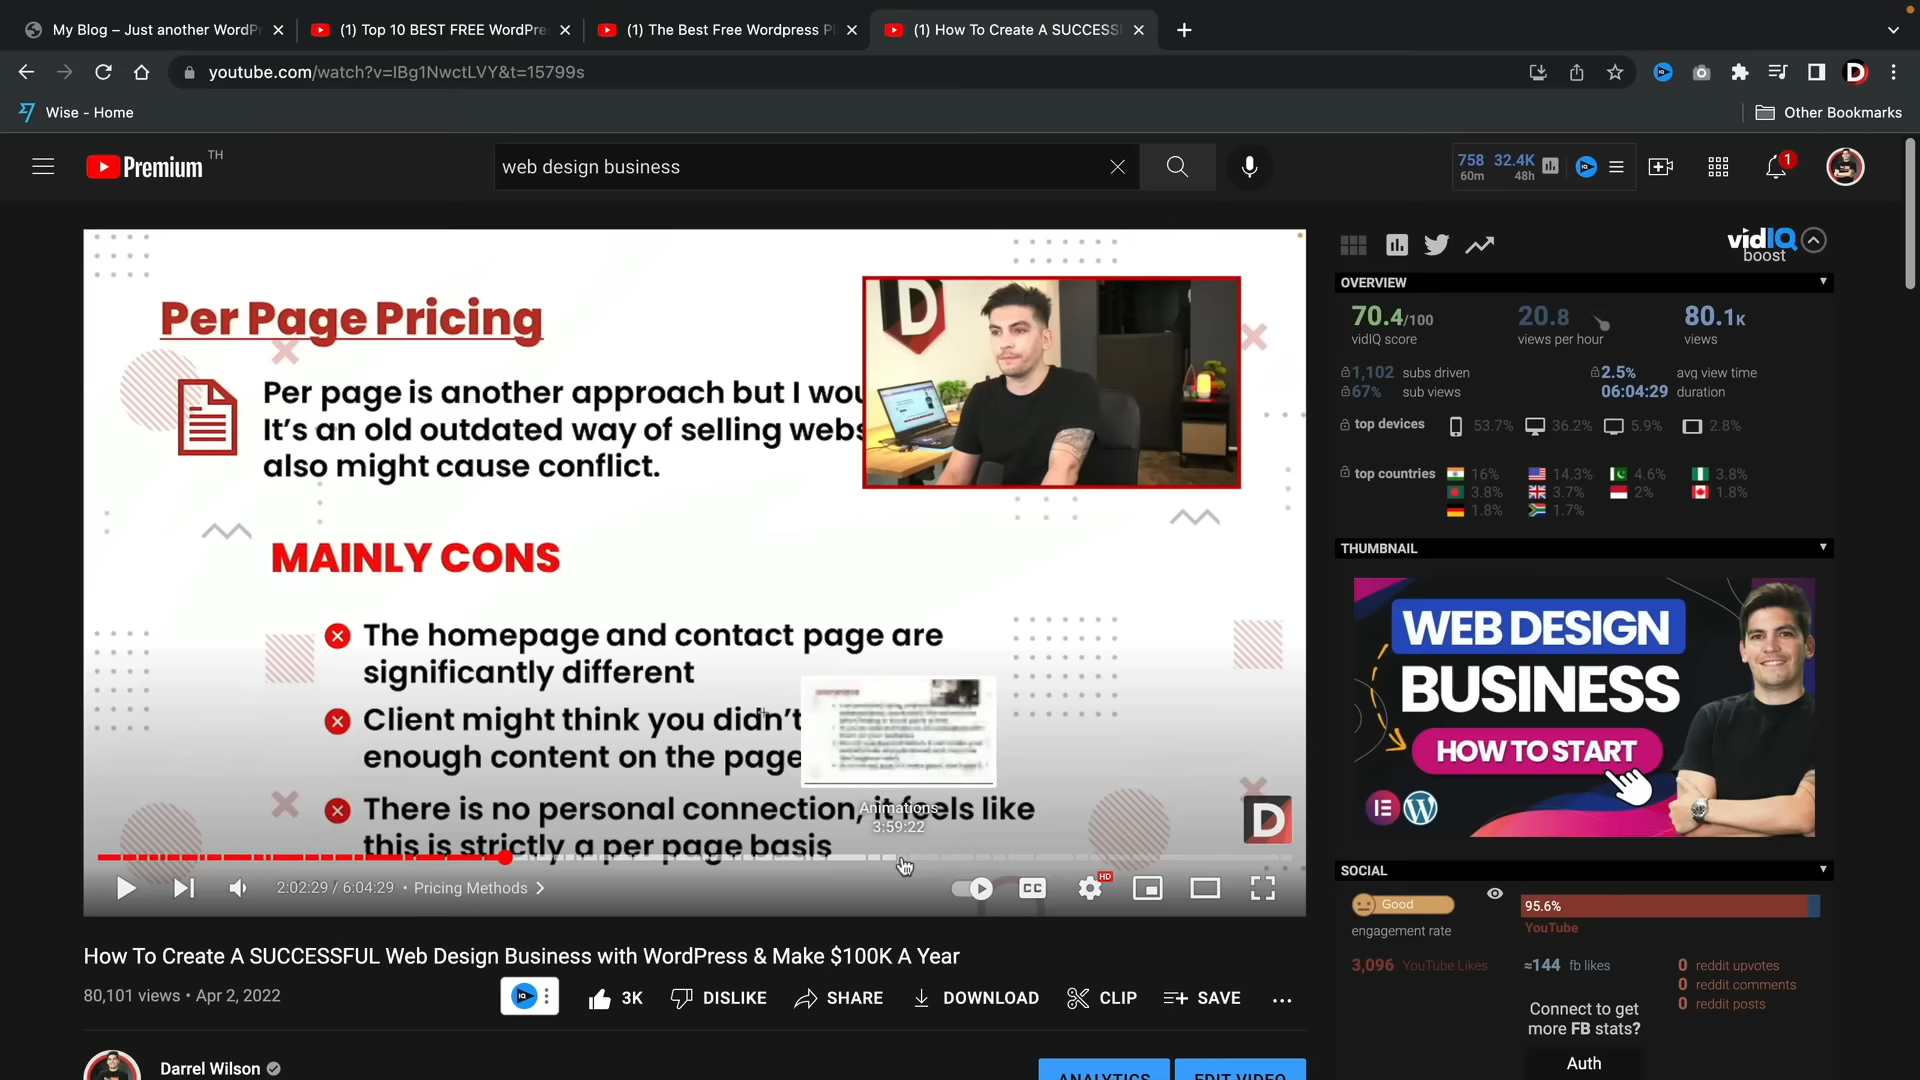 My Blog – Just another WordP
(1) Top 10 BEST FREE WordPre
(1) The Best Free Wordpress Pl
(1) How To Create A SUCCESSF
youtube.com/watch?v=IBg1NwctLVY&t=15799s
Wise - Home
Other Bookmarks
Premium TH
web design business
758 32.4K
60m 48h
1
Per Page Pricing
Per page is another approach but I wou
It's an old outdated way of selling webs
also might cause conflict.
MAINLY CONS
The homepage and contact page are
significantly different
Client might think you didn't
enough content on the page
There is no personal connection, it feels like
this is strictly a per page basis
Animations
3:59:22
D
D
2:02:29 / 6:04:29 • Pricing Methods
CC
HD
How To Create A SUCCESSFUL Web Design Business with WordPress & Make $100K A Year
80,101 views • Apr 2, 2022
3K
DISLIKE
SHARE
DOWNLOAD
CLIP
SAVE
Darrel Wilson
ANALYTICS
EDIT VIDEO
vidIQ
boost
OVERVIEW
70.4/100
vidIQ score
20.8
views per hour
80.1K
views
1,102 subs driven
67% sub views
2.5% avg view time
06:04:29 duration
top devices 53.7% 36.2% 5.9% 2.8%
top countries 16% 14.3% 4.6% 3.8%
3.8% 3.7% 2% 1.8%
1.8% 1.7%
THUMBNAIL
WEB DESIGN
BUSINESS
HOW TO START
SOCIAL
Good
engagement rate
95.6%
YouTube
3,096 YouTube Likes
≈144 fb likes
0 reddit upvotes
0 reddit comments
0 reddit posts
Connect to get
more FB stats?
Auth